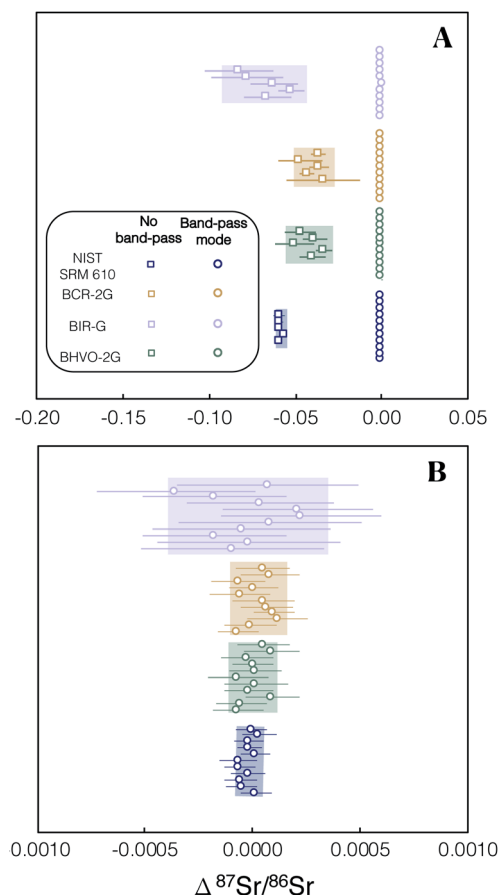 A
No
band-pass
Band-pass
mode
NIST
SRM 610
BCR-2G
BIR-G
BHVO-2G
-0.20 -0.15 -0.10 -0.05 0.00 0.05
B
0.0010 -0.0005 0.0000 0.0005 0.0010
Δ ⁸⁷Sr/⁸⁶Sr